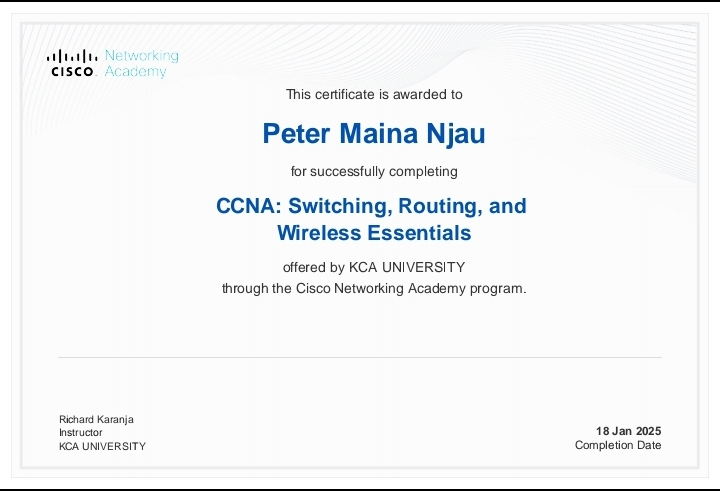 CISCO Networking Academy
This certificate is awarded to
Peter Maina Njau
for successfully completing
CCNA: Switching, Routing, and
Wireless Essentials
offered by KCA UNIVERSITY
through the Cisco Networking Academy program.
Richard Karanja
Instructor
KCA UNIVERSITY
18 Jan 2025
Completion Date